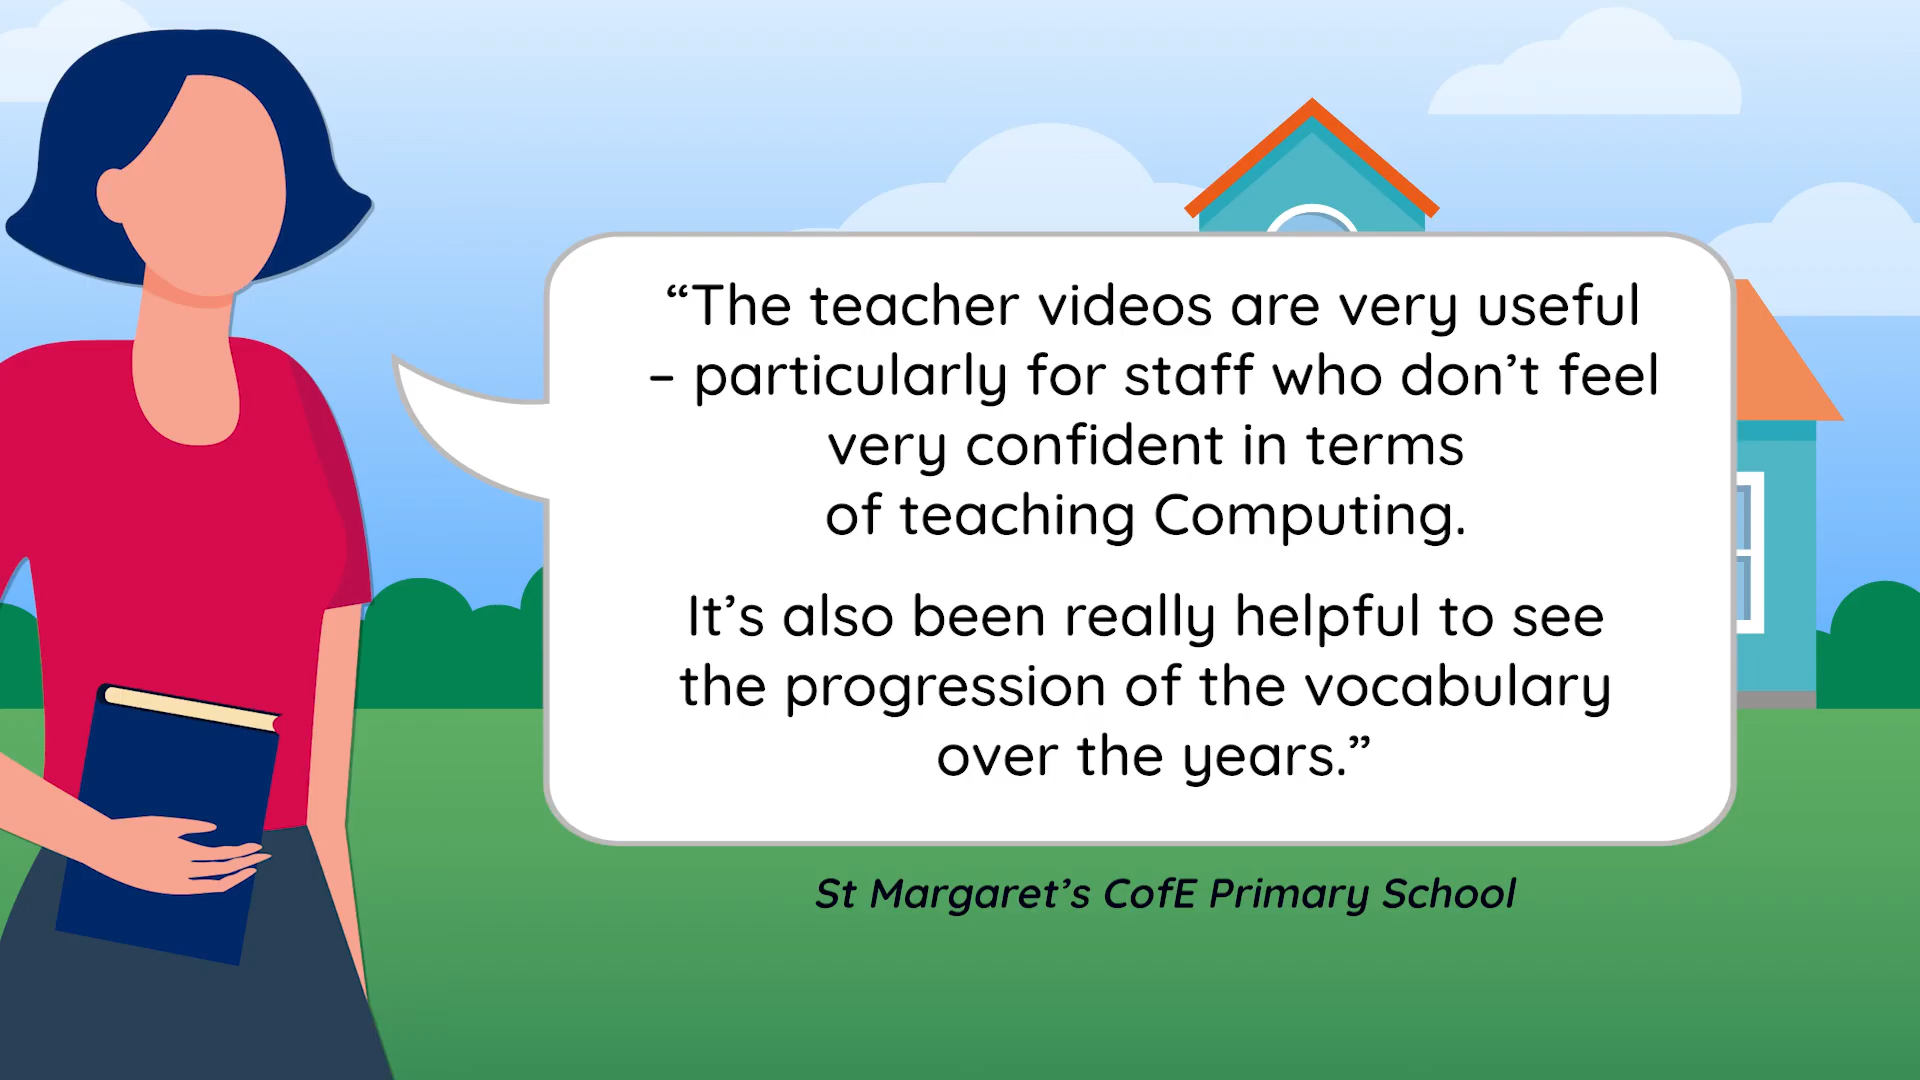 “The teacher videos are very useful
– particularly for staff who don’t feel
very confident in terms
of teaching Computing.
It’s also been really helpful to see
the progression of the vocabulary
over the years.”
St Margaret’s CofE Primary School